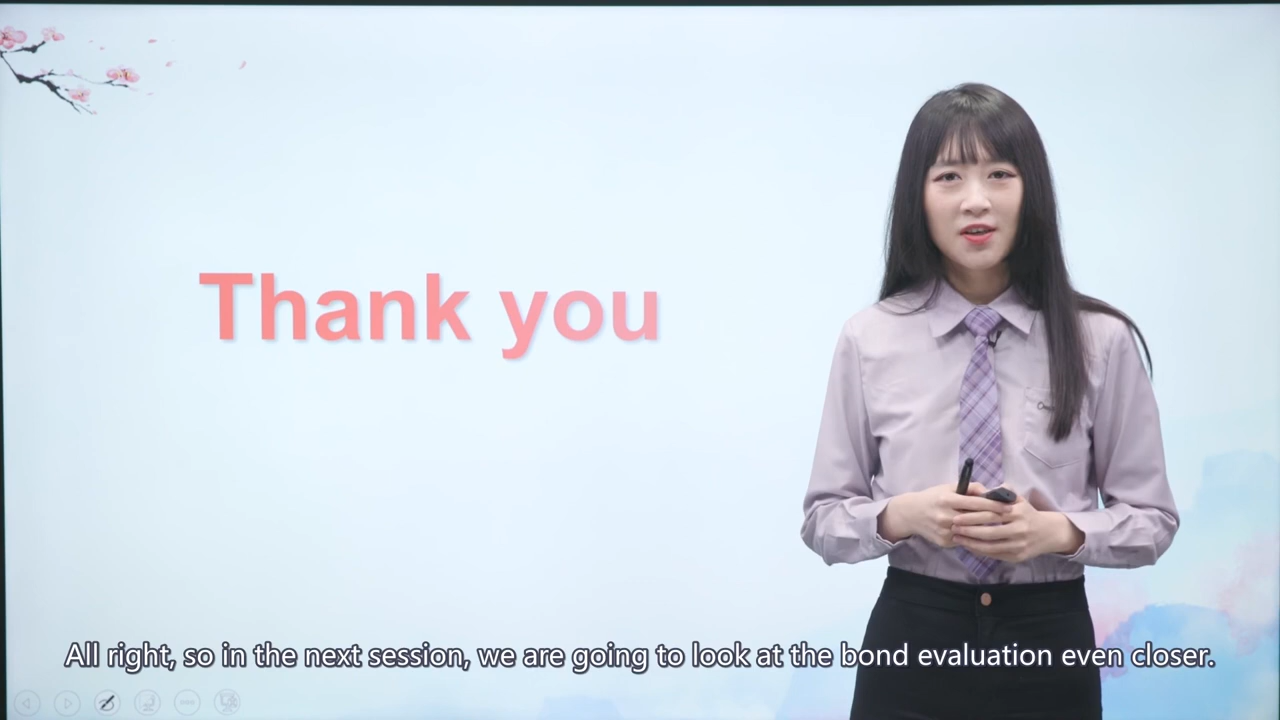 Thank you
All right, so in the next session, we are going to look at the bond evaluation even closer.